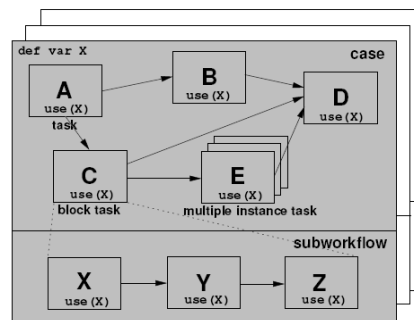 def var X
case
A
use(X)
task
B
use(X)
D
use(X)
C
use(X)
block task
E
use(X)
multiple instance task
subworkflow
X
use(X)
Y
use(X)
Z
use(X)